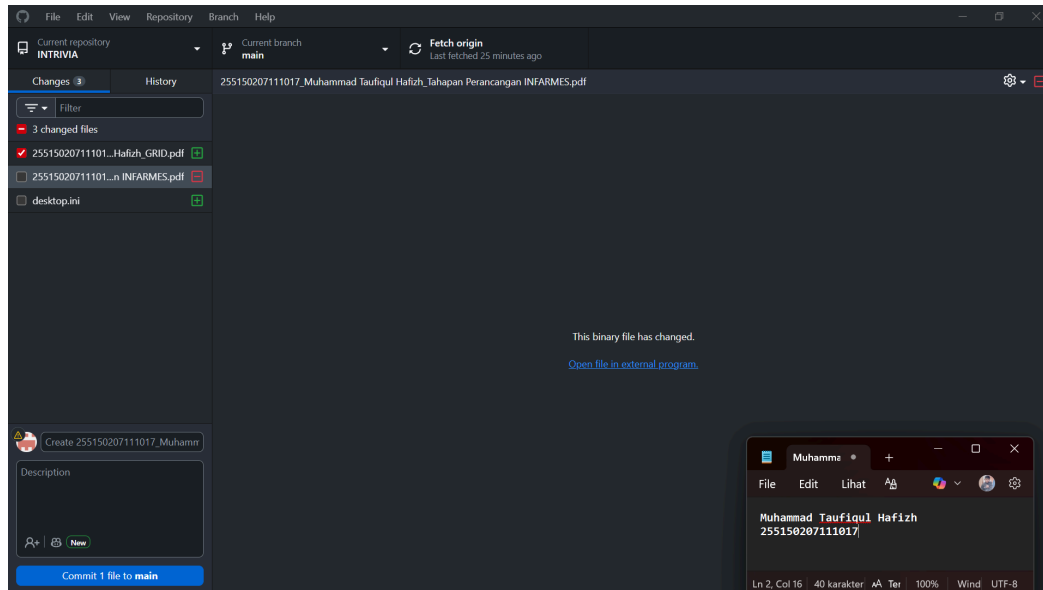 File Edit View Repository Branch Help
Current repository
INTRIVIA
Current branch
main
Fetch origin
Last fetched 25 minutes ago
Changes 3
History
255150207111017_Muhammad Taufiqul Hafizh_Tahapan Perancangan INFARMES.pdf
Filter
3 changed files
25515020711101...Hafizh_GRID.pdf
25515020711101...n INFARMES.pdf
desktop.ini
This binary file has changed.
Open file in external program.
Create 255150207111017_Muhamm
Description
New
Commit 1 file to main
Muhamma
File Edit Lihat
Muhammad Taufiqul Hafizh
255150207111017
Ln 2, Col 16 40 karakter Ter 100% Wind UTF-8